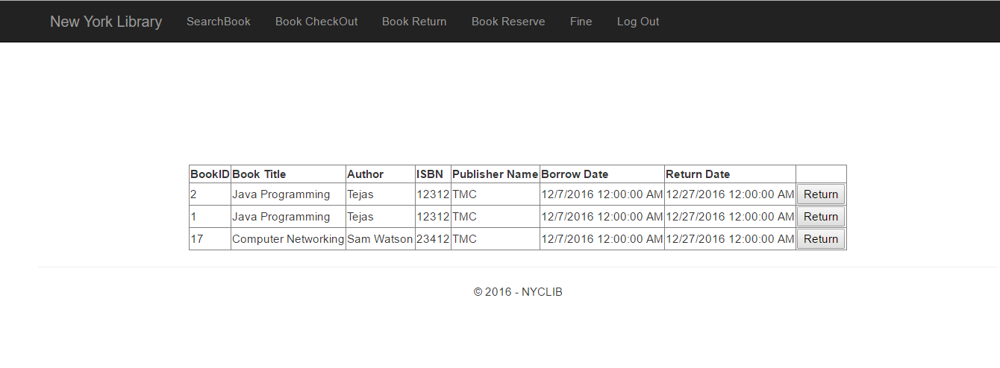 New York Library SearchBook Book CheckOut Book Return Book Reserve Fine Log Out
BookID Book Title Author ISBN Publisher Name Borrow Date Return Date
2 Java Programming Tejas 12312 TMC 12/7/2016 12:00:00 AM 12/27/2016 12:00:00 AM Return
1 Java Programming Tejas 12312 TMC 12/7/2016 12:00:00 AM 12/27/2016 12:00:00 AM Return
17 Computer Networking Sam Watson 23412 TMC 12/7/2016 12:00:00 AM 12/27/2016 12:00:00 AM Return
© 2016 - NYCLIB